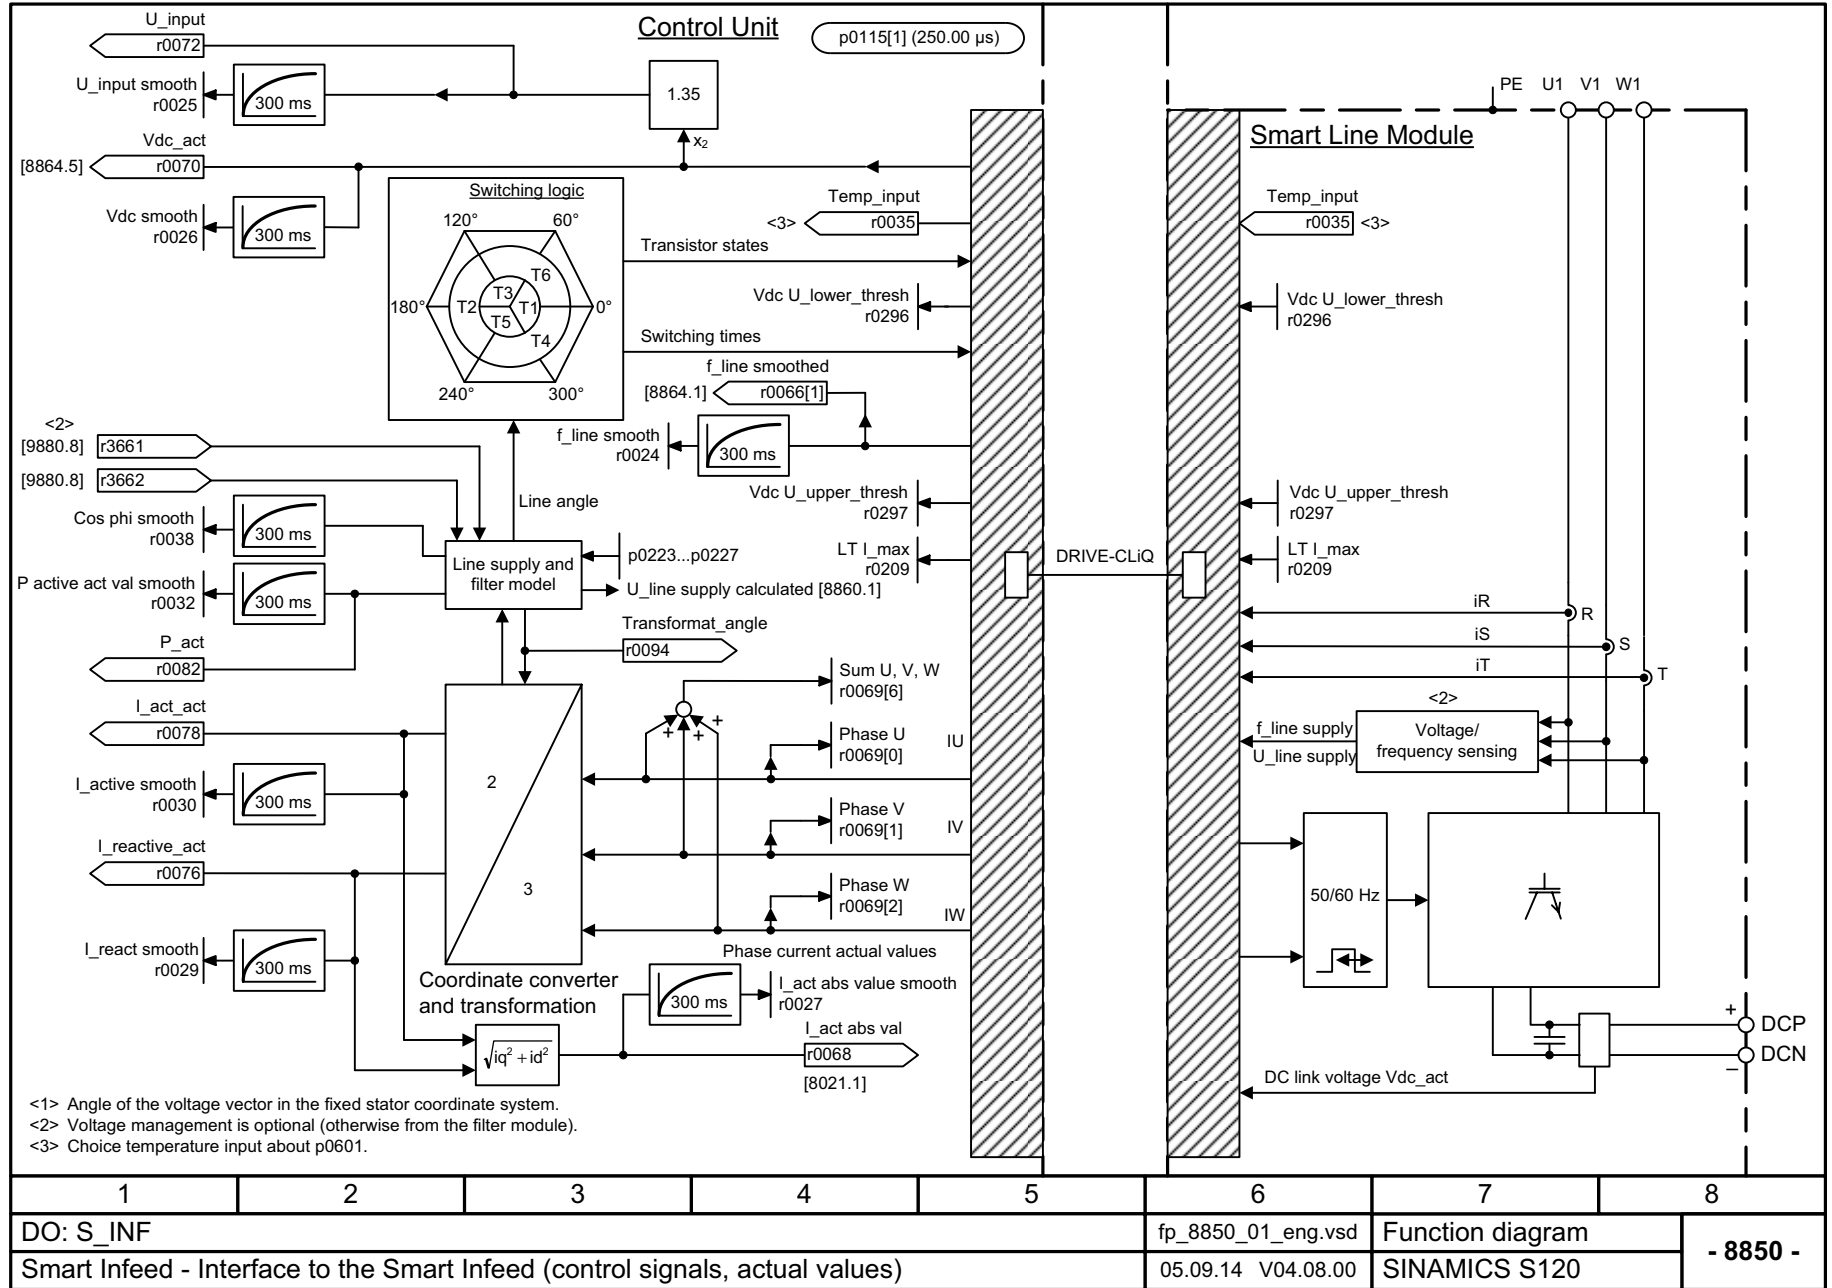 Control Unit
p0115[1] (250.00 µs)
U_input
r0072
U_input smooth
r0025
300 ms
1.35
x2
Vdc_act
[8864.5]
r0070
Vdc smooth
r0026
300 ms
Switching logic
120°
60°
180°
0°
240°
300°
T6
T3
T2
T1
T5
T4
Temp_input
<3>
r0035
Transistor states
Vdc U_lower_thresh
r0296
Switching times
f_line smoothed
[8864.1]
r0066[1]
f_line smooth
r0024
300 ms
<2>
[9880.8]
r3661
[9880.8]
r3662
Line angle
Vdc U_upper_thresh
r0297
Cos phi smooth
r0038
300 ms
Line supply and
filter model
p0223...p0227
U_line supply calculated [8860.1]
LT I_max
r0209
P active act val smooth
r0032
300 ms
P_act
r0082
Transformat_angle
r0094
Sum U, V, W
r0069[6]
+
+
+
I_act_act
r0078
Phase U
r0069[0]
IU
I_active smooth
r0030
300 ms
2
3
Phase V
r0069[1]
IV
I_reactive_act
r0076
Phase W
r0069[2]
IW
Phase current actual values
I_react smooth
r0029
300 ms
Coordinate converter
and transformation
300 ms
I_act abs value smooth
r0027
√iq² + id²
I_act abs val
r0068
[8021.1]
DRIVE-CLiQ
PE
U1
V1
W1
Smart Line Module
Temp_input
r0035
<3>
Vdc U_lower_thresh
r0296
Vdc U_upper_thresh
r0297
LT I_max
r0209
iR
R
iS
S
iT
T
<2>
f_line supply
U_line supply
Voltage/
frequency sensing
50/60 Hz
+
DCP
DCN
–
DC link voltage Vdc_act
<1> Angle of the voltage vector in the fixed stator coordinate system.
<2> Voltage management is optional (otherwise from the filter module).
<3> Choice temperature input about p0601.
1
2
3
4
5
6
7
8
DO: S_INF
fp_8850_01_eng.vsd
Function diagram
- 8850 -
Smart Infeed - Interface to the Smart Infeed (control signals, actual values)
05.09.14 V04.08.00
SINAMICS S120